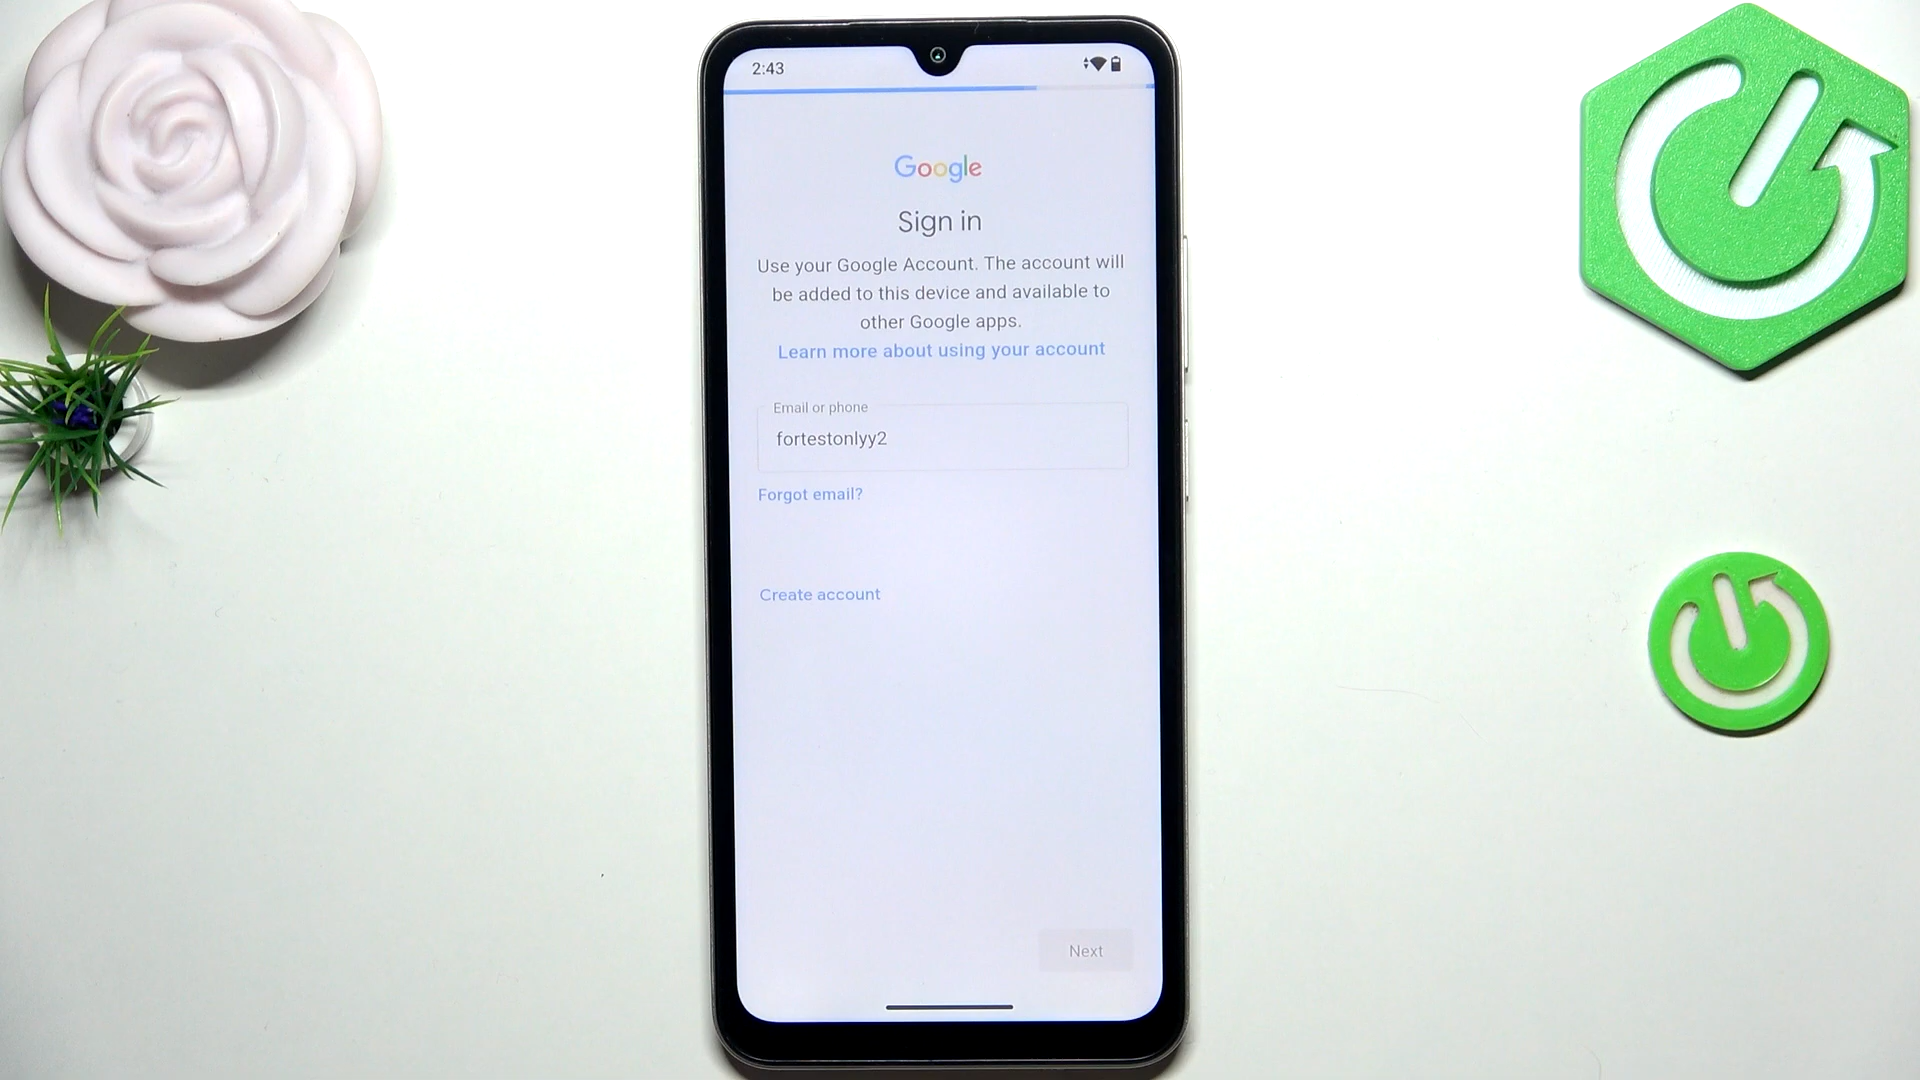 2:43
Google
Sign in
Use your Google Account. The account will
be added to this device and available to
other Google apps.
Learn more about using your account
Email or phone
fortestonlyy2
Forgot email?
Create account
Next